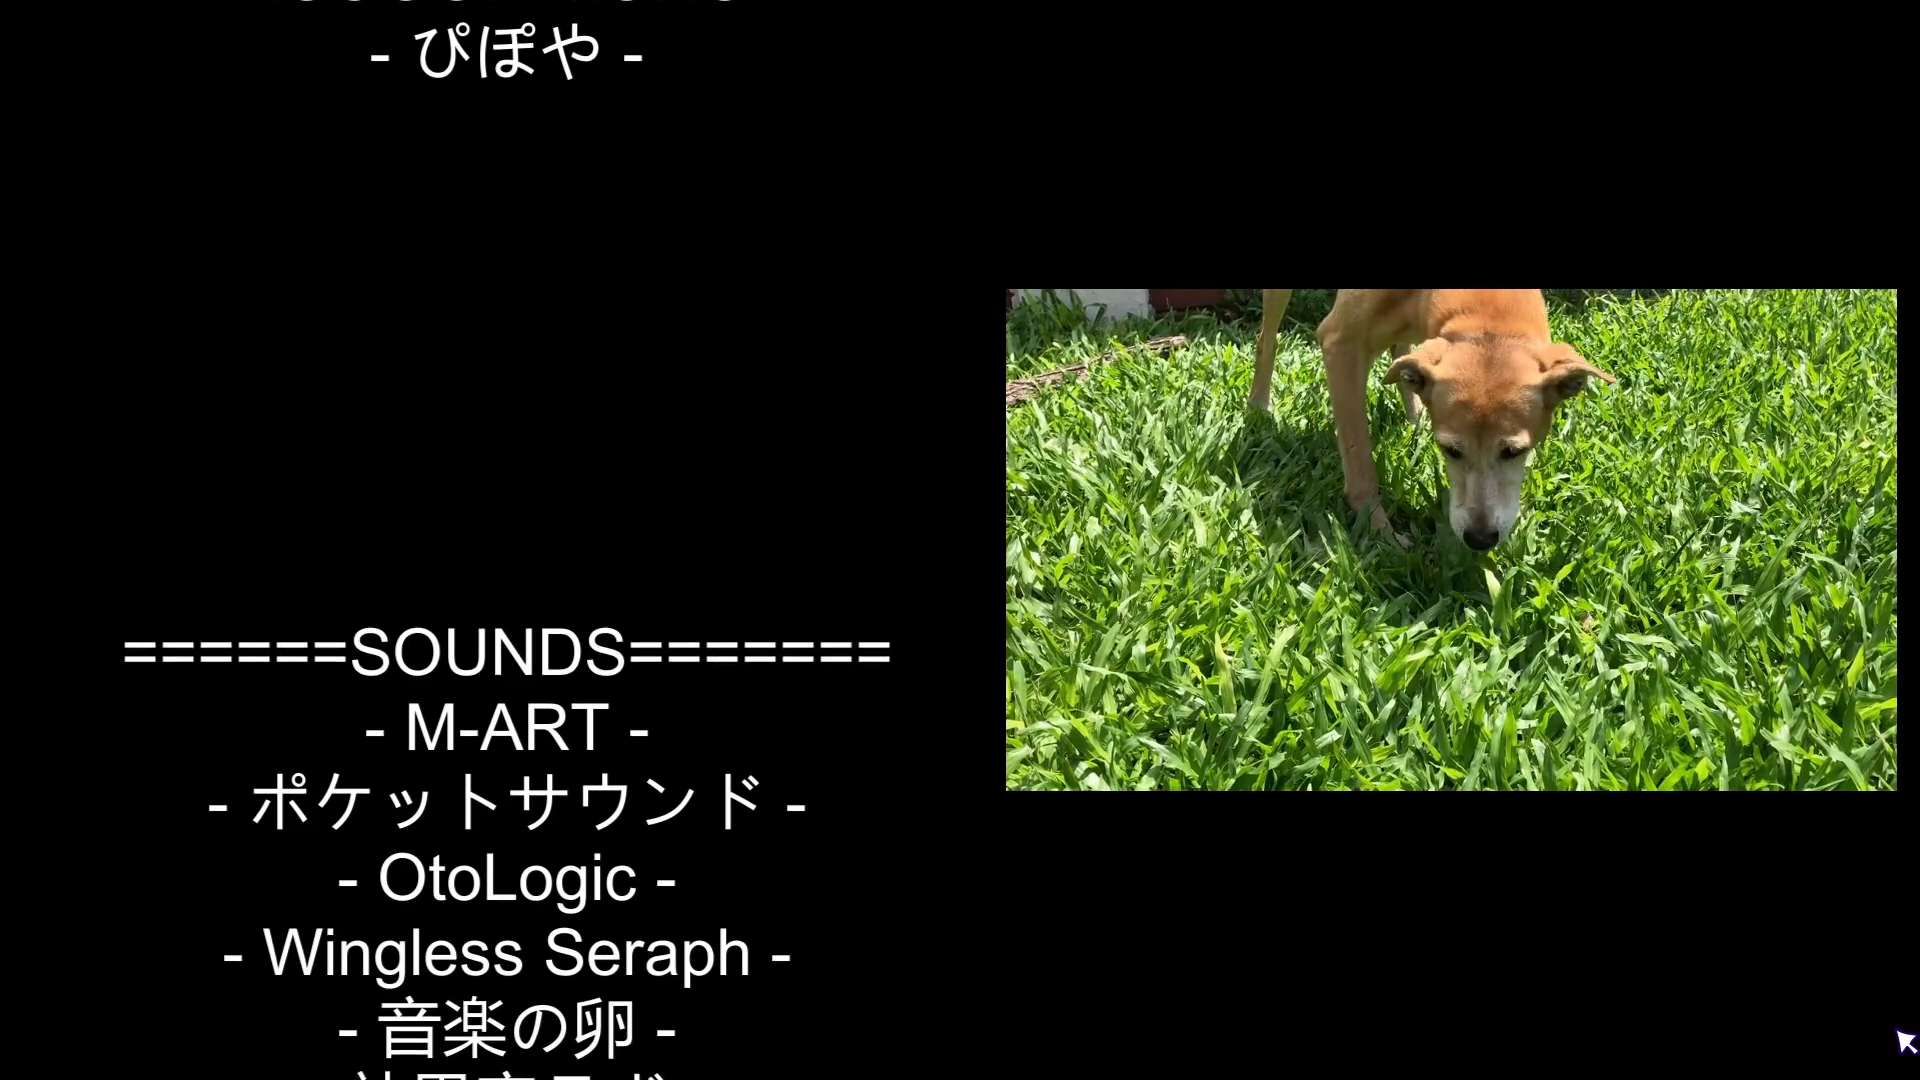 - ぴぽや -
======SOUNDS=======
- M-ART -
- ポケットサウンド -
- OtoLogic -
- Wingless Seraph -
- 音楽の卵 -